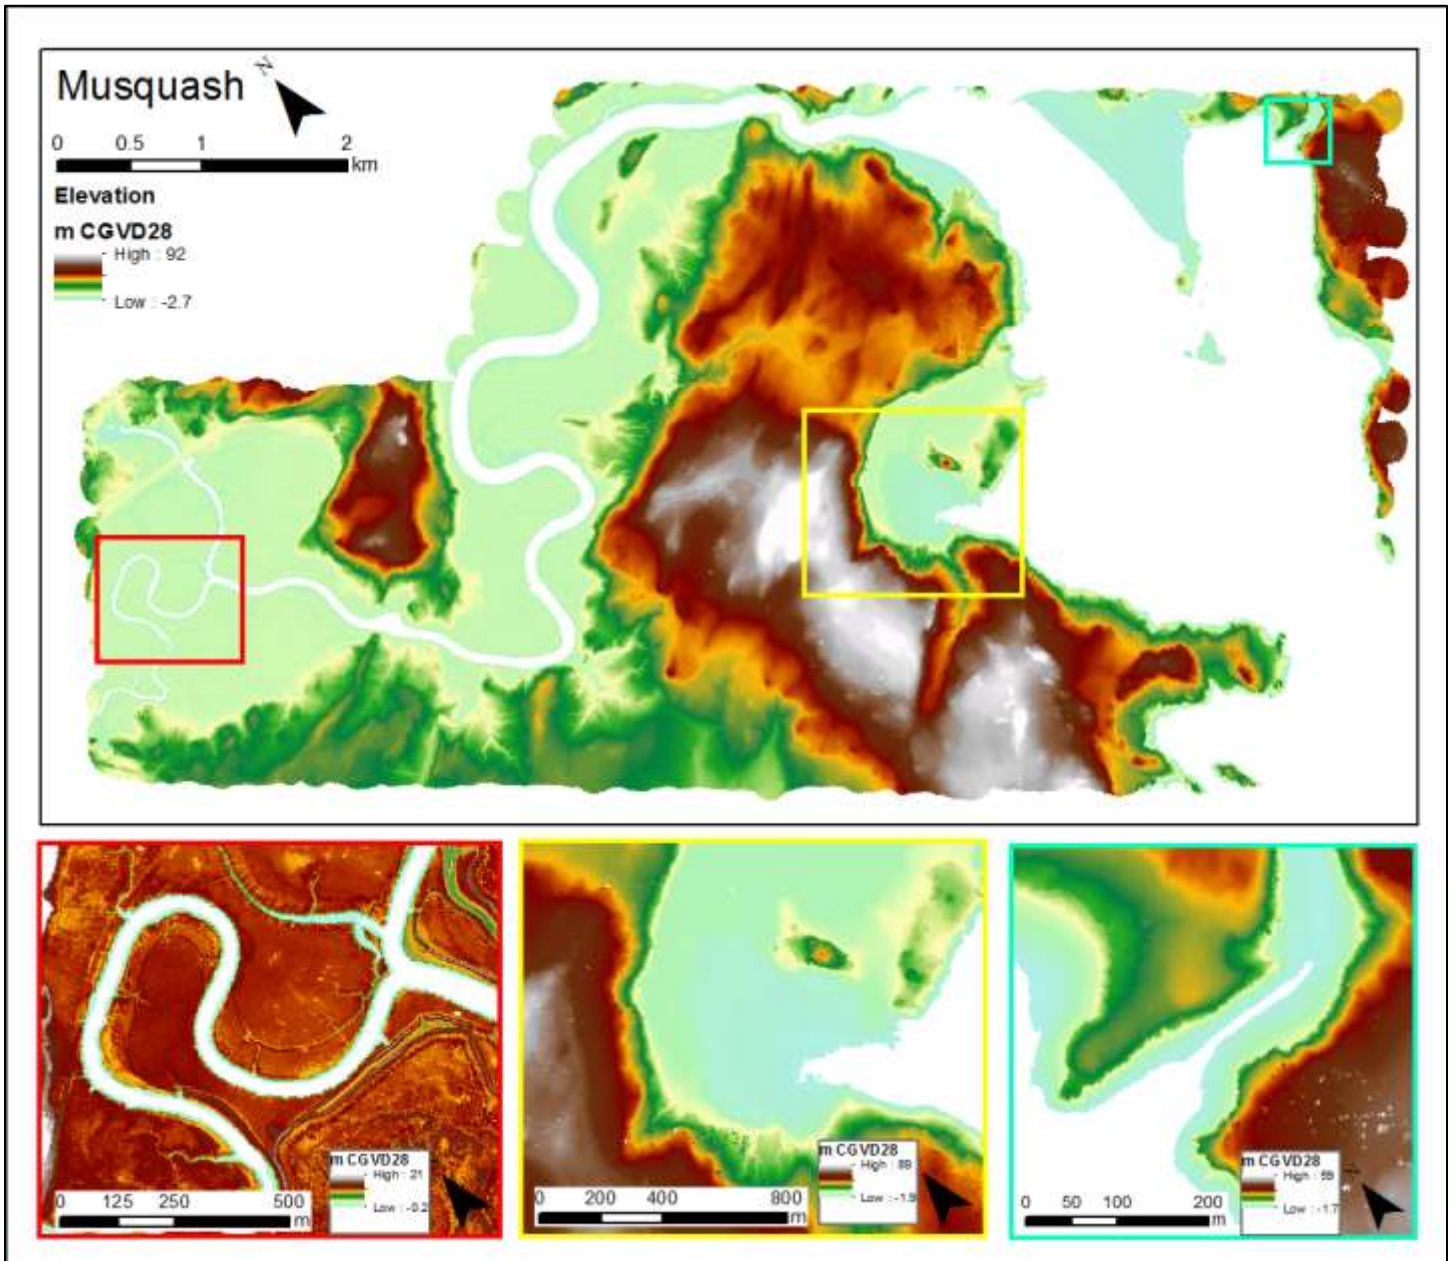 Musquash
N
0 0.5 1 2
km
Elevation
m CGVD28
High : 92
Low : -2.7
m CGVD28
High : 21
Low : -0.2
0 125 250 500
m
m CGVD28
High : 89
Low : -1.9
0 200 400 800
m
m CGVD28
High : 59
Low : -1.7
0 50 100 200
m